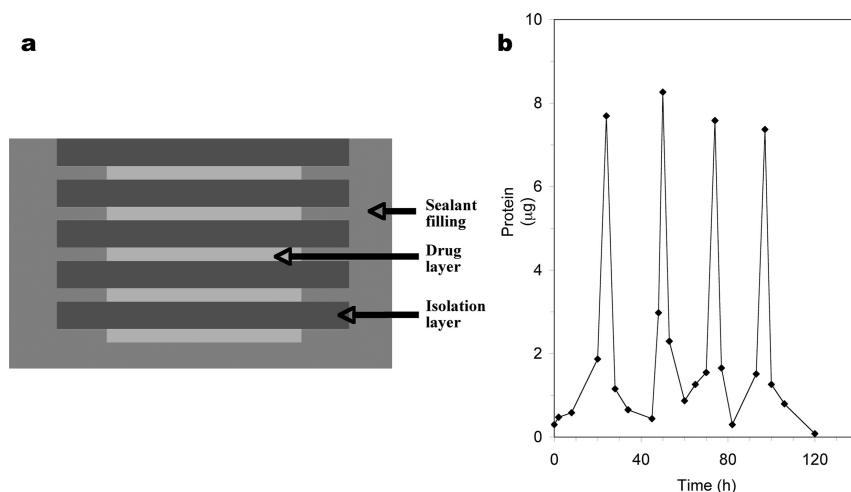 a
Sealant
filling
Drug
layer
Isolation
layer
b
10
8
6
4
2
0
Protein
(μg)
0
40
80
120
Time (h)